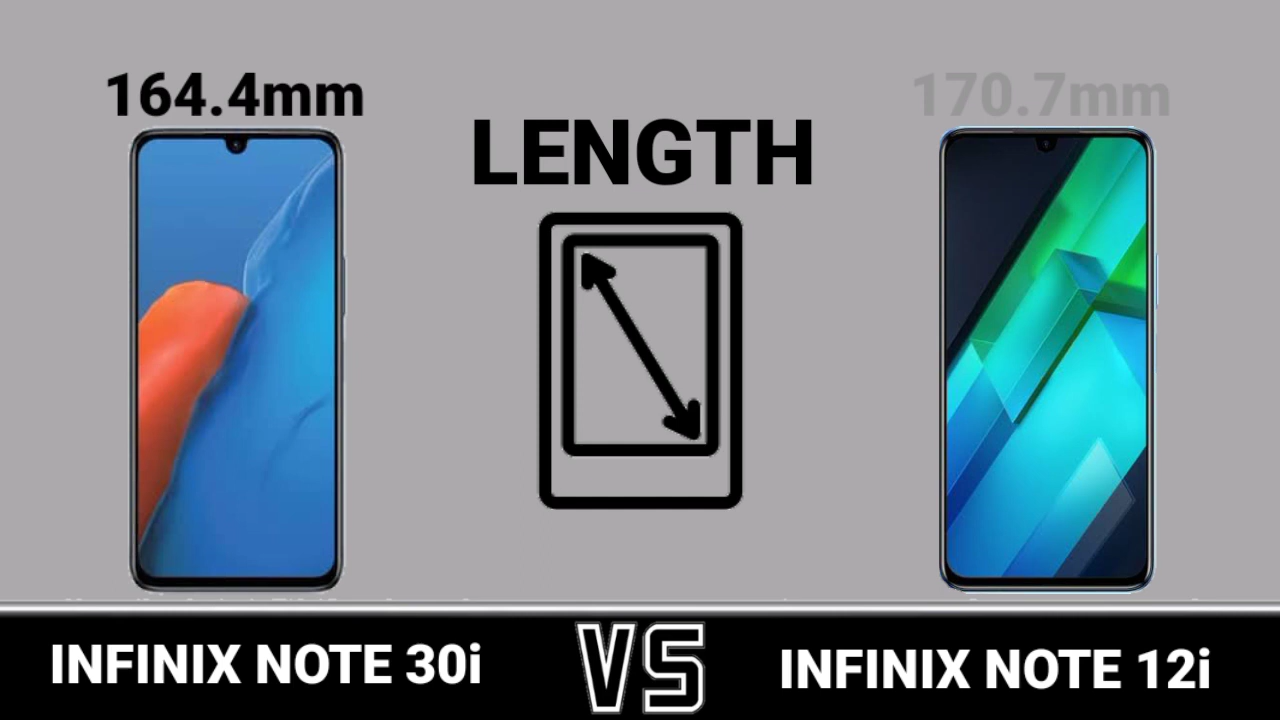 164.4mm
170.7mm
LENGTH
INFINIX NOTE 30i
VS
INFINIX NOTE 12i